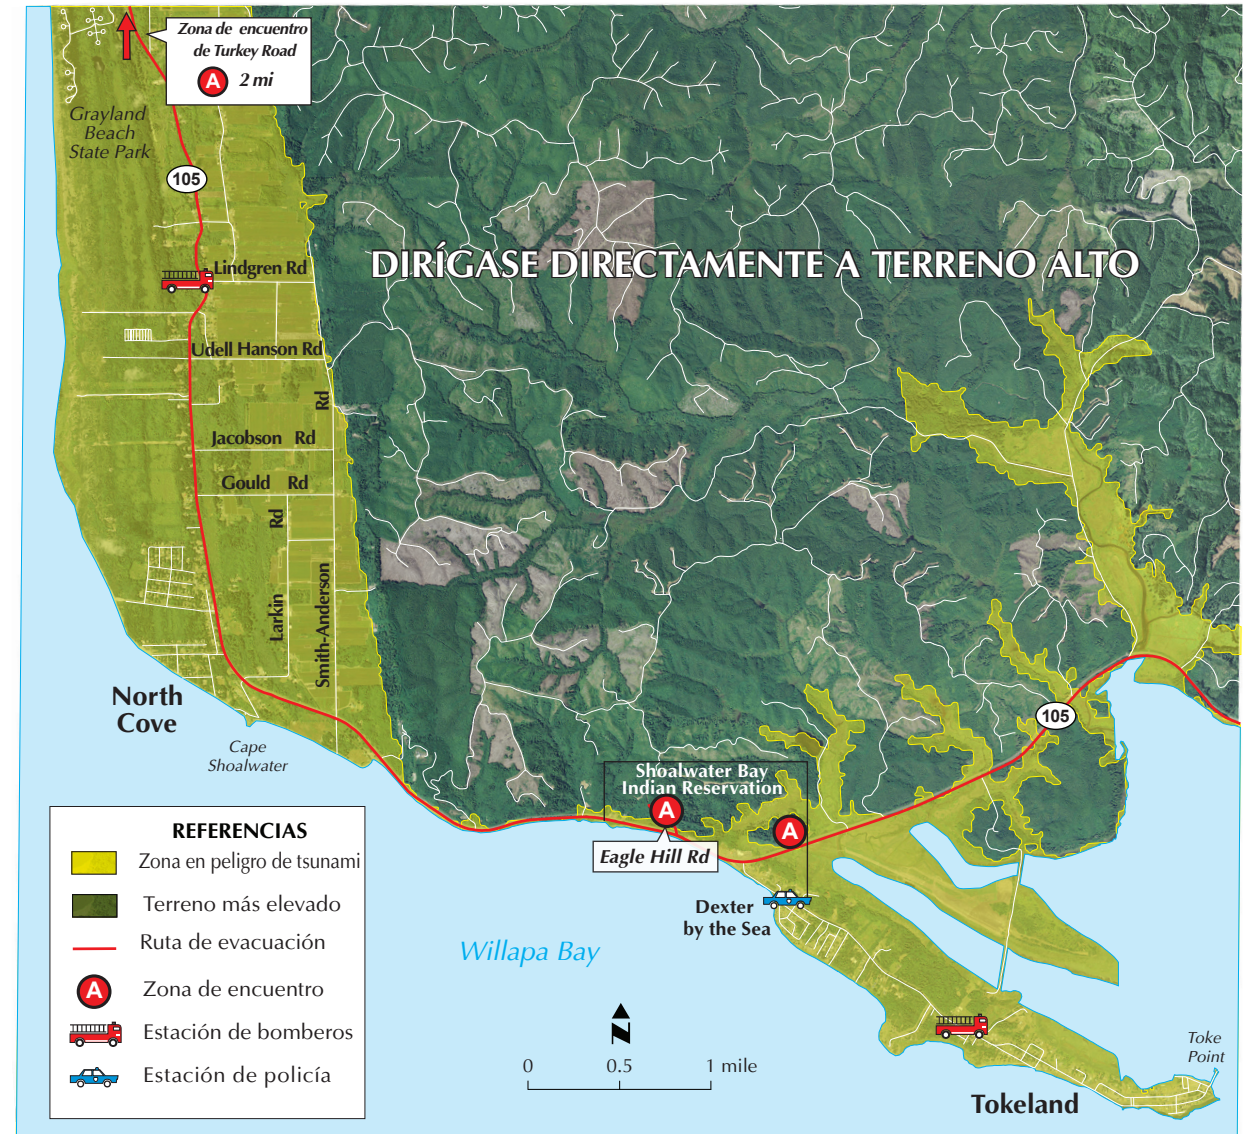 Zona de encuentro
de Turkey Road
A 2 mi
Grayland
Beach
State Park
105
DIRÍGASE DIRECTAMENTE A TERRENO ALTO
Lindgren Rd
Udell Hanson Rd
Rd
Jacobson Rd
Gould Rd
Rd
Larkin
Smith-Anderson
North
Cove
Cape
Shoalwater
105
Shoalwater Bay
Indian Reservation
A
A
Eagle Hill Rd
Dexter
by the Sea
Willapa Bay
N
0 0.5 1 mile
Toke
Point
Tokeland
REFERENCIAS
Zona en peligro de tsunami
Terreno más elevado
Ruta de evacuación
A Zona de encuentro
Estación de bomberos
Estación de policía